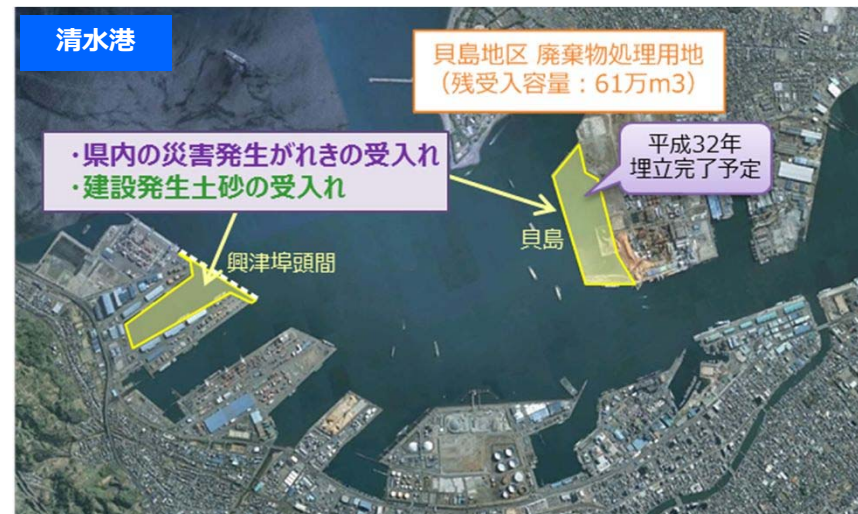 清水港
貝島地区 廃棄物処理用地
（残受入容量：61万m3）
・県内の災害発生がれきの受入れ
・建設発生土砂の受入れ
平成32年
埋立完了予定
貝島
興津埠頭間